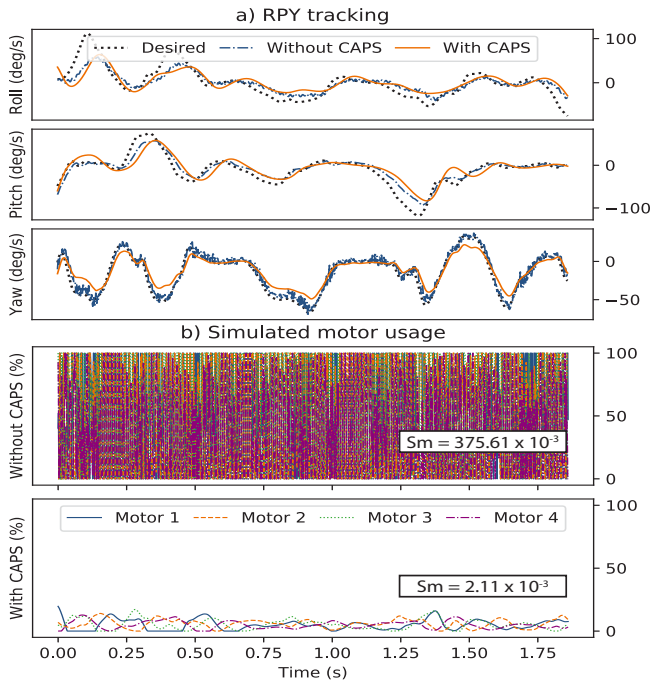 a) RPY tracking
Desired Without CAPS With CAPS
Roll (deg/s)
100
0
Pitch (deg/s)
0
−100
Yaw (deg/s)
0
−50
b) Simulated motor usage
Without CAPS (%)
100
50
0
Sm = 375.61 x 10⁻³
With CAPS (%)
Motor 1 Motor 2 Motor 3 Motor 4
100
50
0
Sm = 2.11 x 10⁻³
0.00 0.25 0.50 0.75 1.00 1.25 1.50 1.75
Time (s)